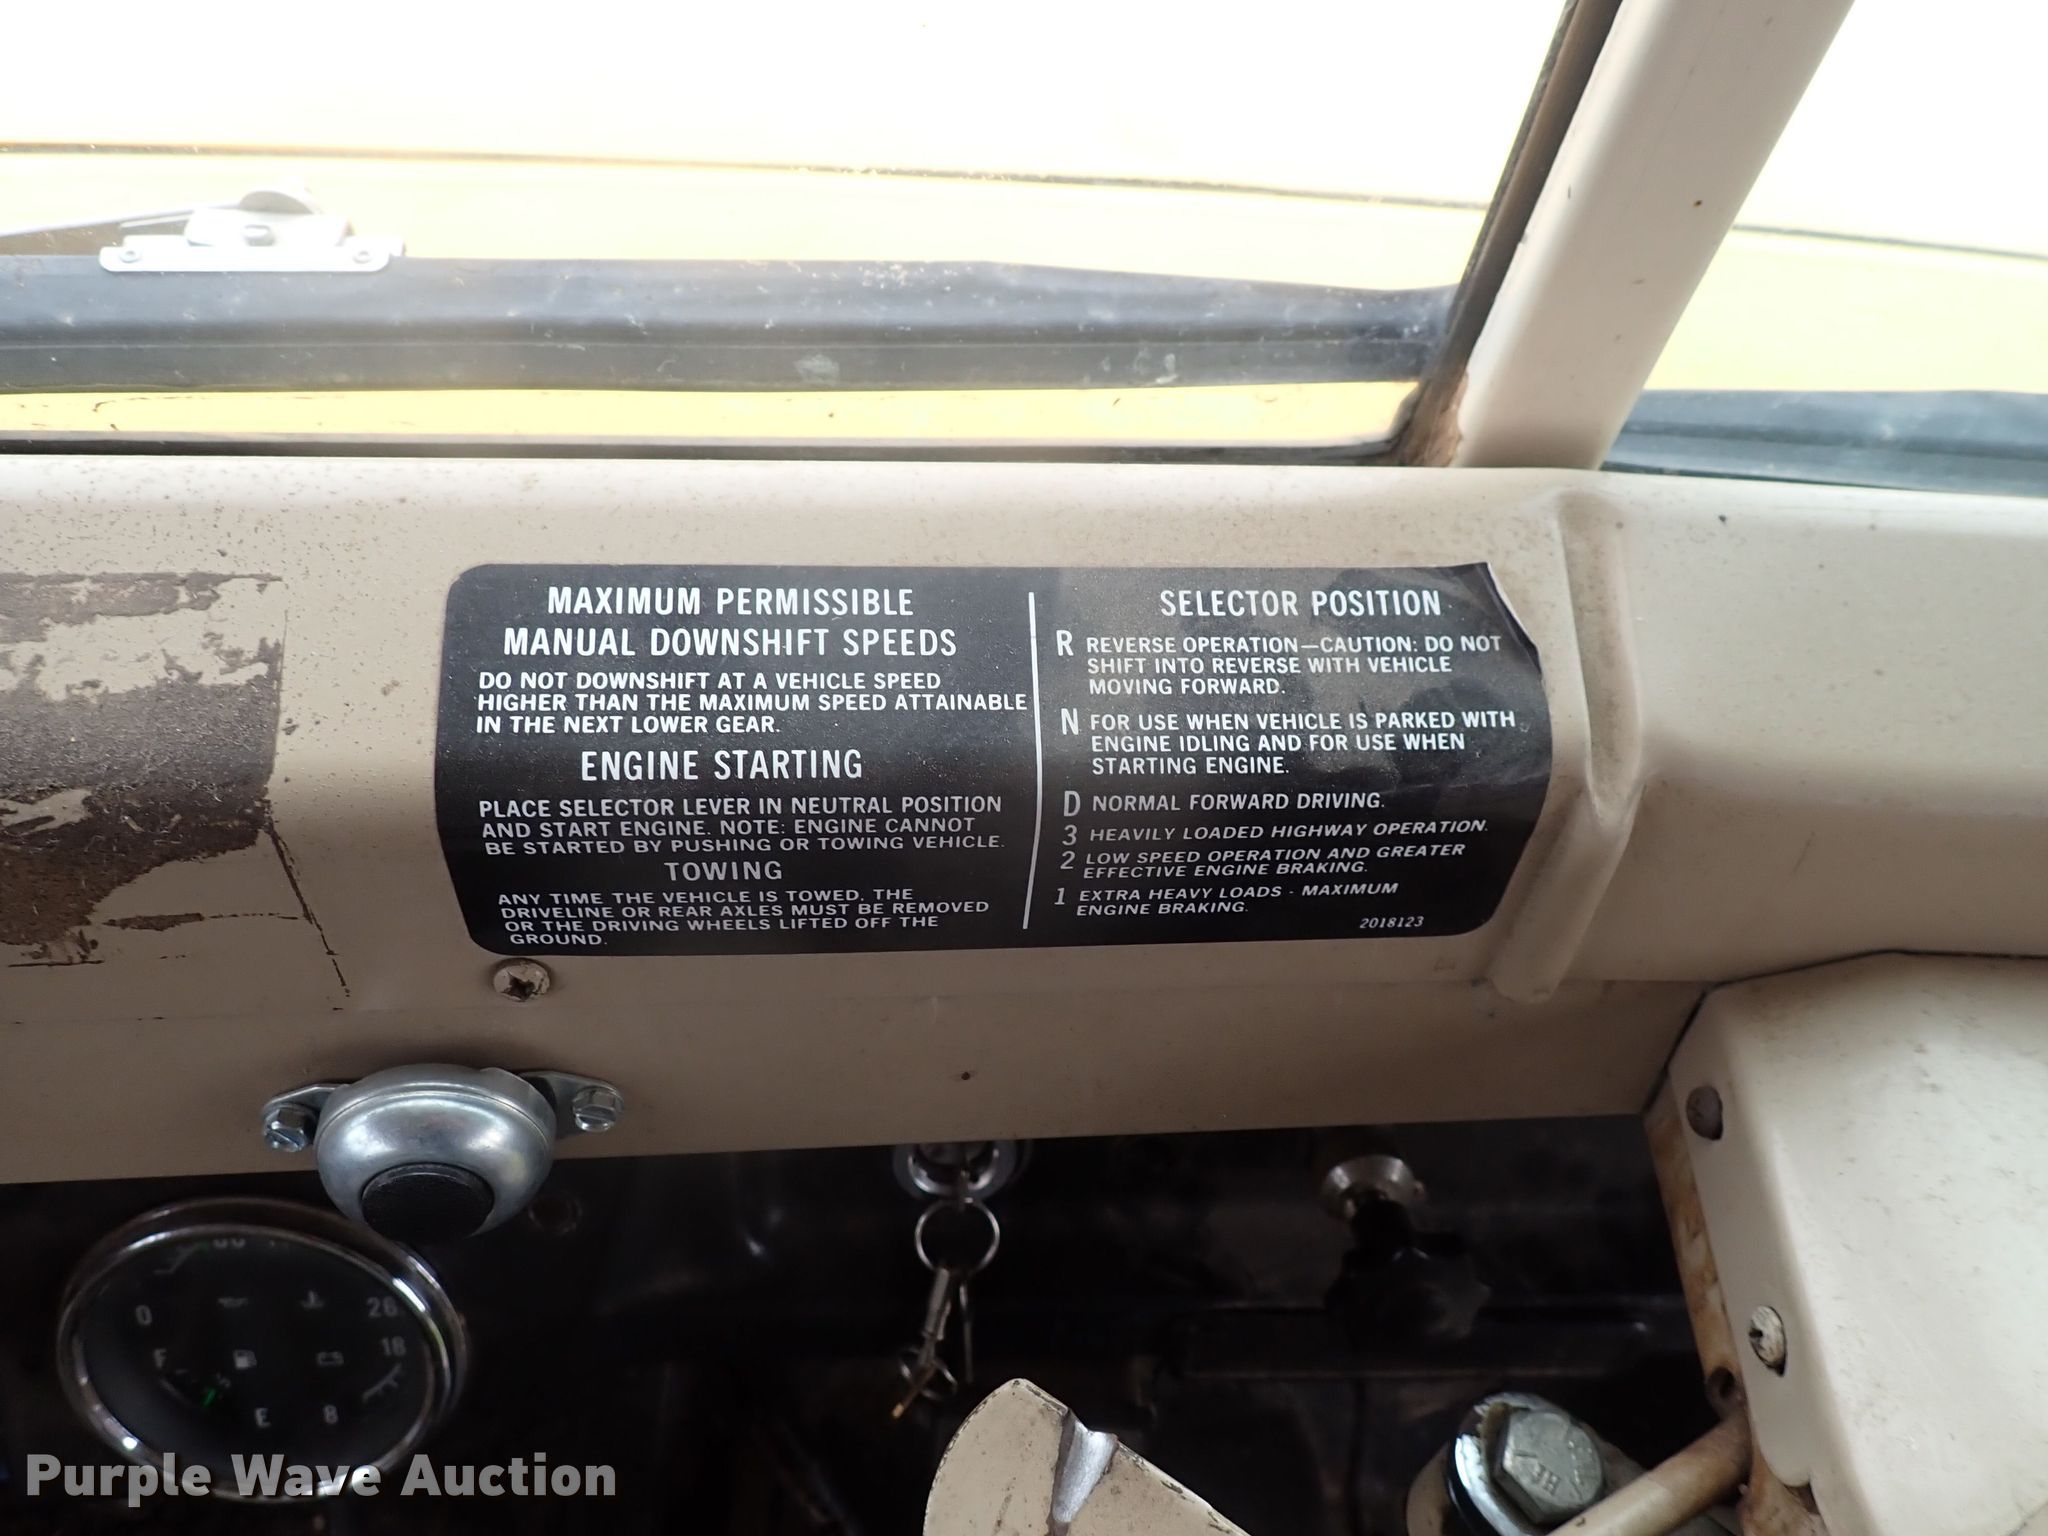 MAXIMUM PERMISSIBLE
MANUAL DOWNSHIFT SPEEDS
DO NOT DOWNSHIFT AT A VEHICLE SPEED
HIGHER THAN THE MAXIMUM SPEED ATTAINABLE
IN THE NEXT LOWER GEAR.
ENGINE STARTING
PLACE SELECTOR LEVER IN NEUTRAL POSITION
AND START ENGINE. NOTE: ENGINE CANNOT
BE STARTED BY PUSHING OR TOWING VEHICLE.
TOWING
ANY TIME THE VEHICLE IS TOWED, THE
DRIVELINE OR REAR AXLES MUST BE REMOVED
OR THE DRIVING WHEELS LIFTED OFF THE
GROUND.
SELECTOR POSITION
R REVERSE OPERATION—CAUTION: DO NOT
SHIFT INTO REVERSE WITH VEHICLE
MOVING FORWARD.
N FOR USE WHEN VEHICLE IS PARKED WITH
ENGINE IDLING AND FOR USE WHEN
STARTING ENGINE.
D NORMAL FORWARD DRIVING.
3 HEAVILY LOADED HIGHWAY OPERATION.
2 LOW SPEED OPERATION AND GREATER
EFFECTIVE ENGINE BRAKING.
1 EXTRA HEAVY LOADS - MAXIMUM
ENGINE BRAKING.
2018123
0
26
F
18
E 8
Purple Wave Auction